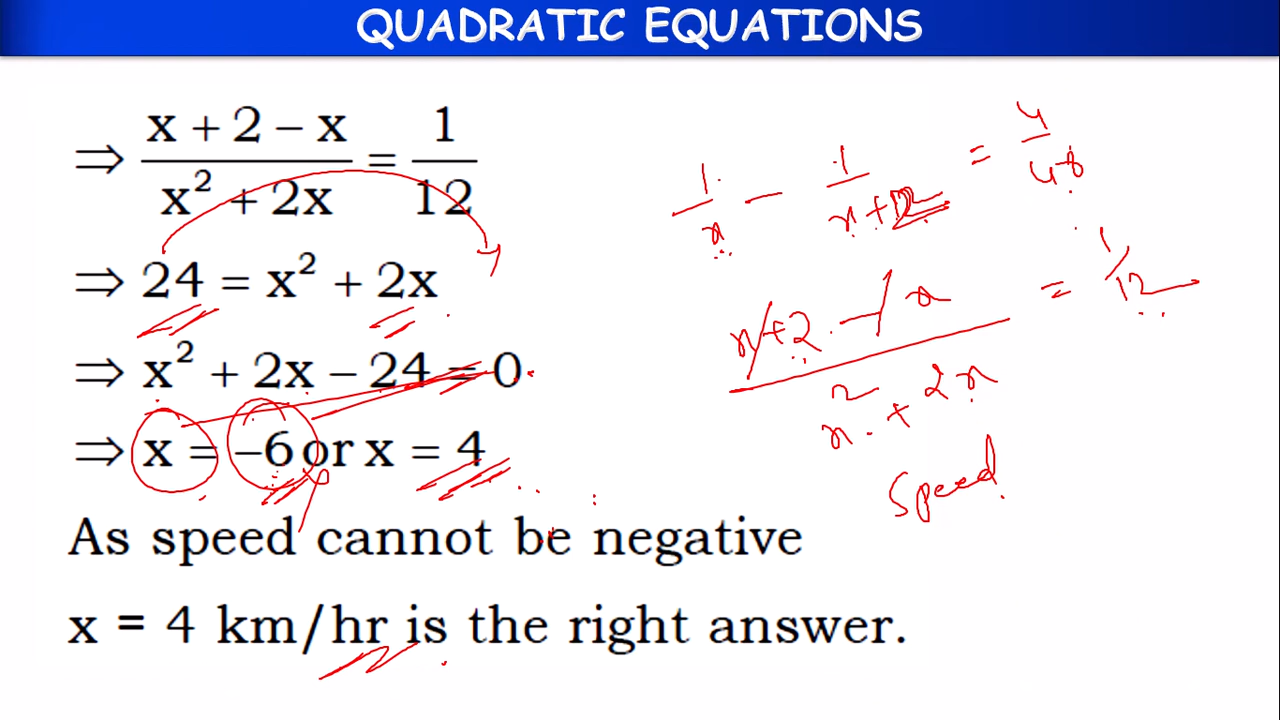 QUADRATIC EQUATIONS
⇒ (x + 2 − x)/(x² + 2x) = 1/12
⇒ 24 = x² + 2x
⇒ x² + 2x − 24 = 0
⇒ x = −6 or x = 4
As speed cannot be negative
x = 4 km/hr is the right answer.
1/x − 1/(x + 2) = 4/48
(x + 2 − x)/(x² + 2x) = 1/12
Speed